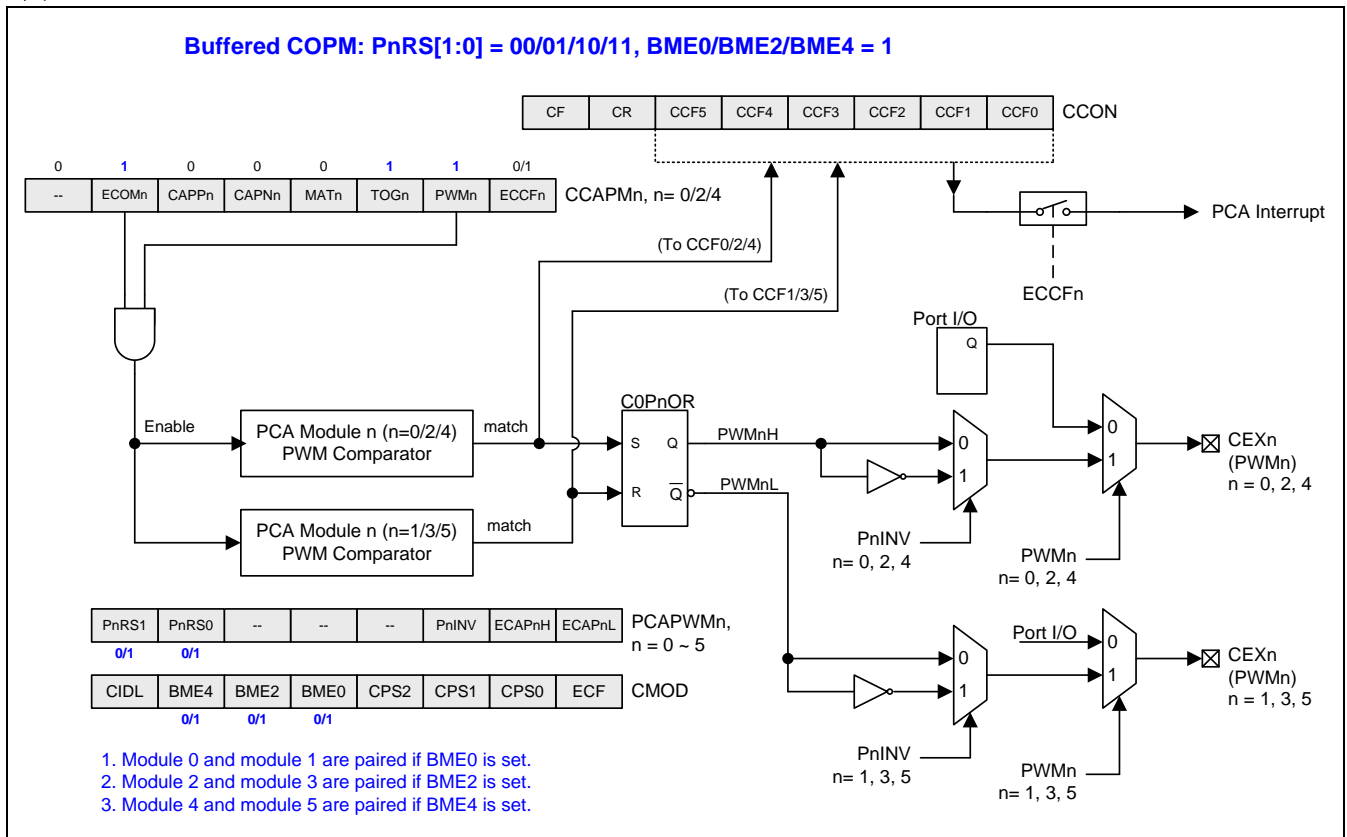 Buffered COPM: PnRS[1:0] = 00/01/10/11, BME0/BME2/BME4 = 1
CF CR CCF5 CCF4 CCF3 CCF2 CCF1 CCF0 CCON
0 1 0 0 0 1 1 0/1
-- ECOMn CAPPn CAPNn MATn TOGn PWMn ECCFn CCAPMn, n= 0/2/4
PCA Interrupt
(To CCF0/2/4)
ECCFn
(To CCF1/3/5)
Port I/O
Q
C0PnOR
Enable
PCA Module n (n=0/2/4)
PWM Comparator
match
S Q
PWMnH
0
1
0
1
CEXn
(PWMn)
n = 0, 2, 4
R Q
PWMnL
PCA Module n (n=1/3/5)
PWM Comparator
match
PnINV
n= 0, 2, 4
PWMn
n= 0, 2, 4
PnRS1 PnRS0 -- -- -- PnINV ECAPnH ECAPnL PCAPWMn,
n = 0 ~ 5
0/1 0/1
Port I/O
0
1
0
1
CEXn
(PWMn)
n = 1, 3, 5
CIDL BME4 BME2 BME0 CPS2 CPS1 CPS0 ECF CMOD
0/1 0/1 0/1
PnINV
n= 1, 3, 5
PWMn
n= 1, 3, 5
1. Module 0 and module 1 are paired if BME0 is set.
2. Module 2 and module 3 are paired if BME2 is set.
3. Module 4 and module 5 are paired if BME4 is set.